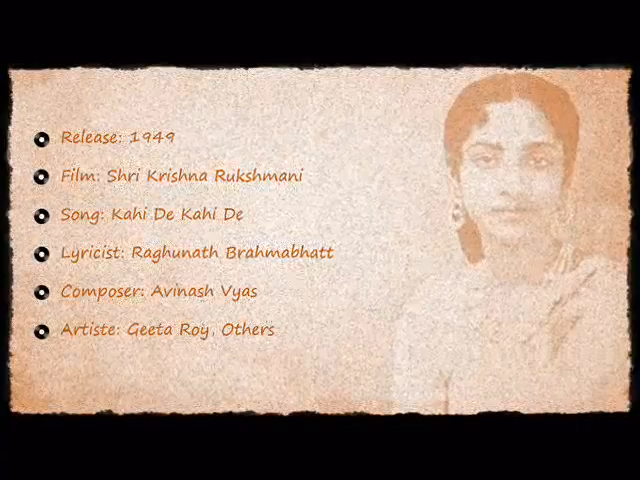 Release: 1949
Film: Shri Krishna Rukshmani
Song: Kahi De Kahi De
Lyricist: Raghunath Brahmabhatt
Composer: Avinash Vyas
Artiste: Geeta Roy, Others